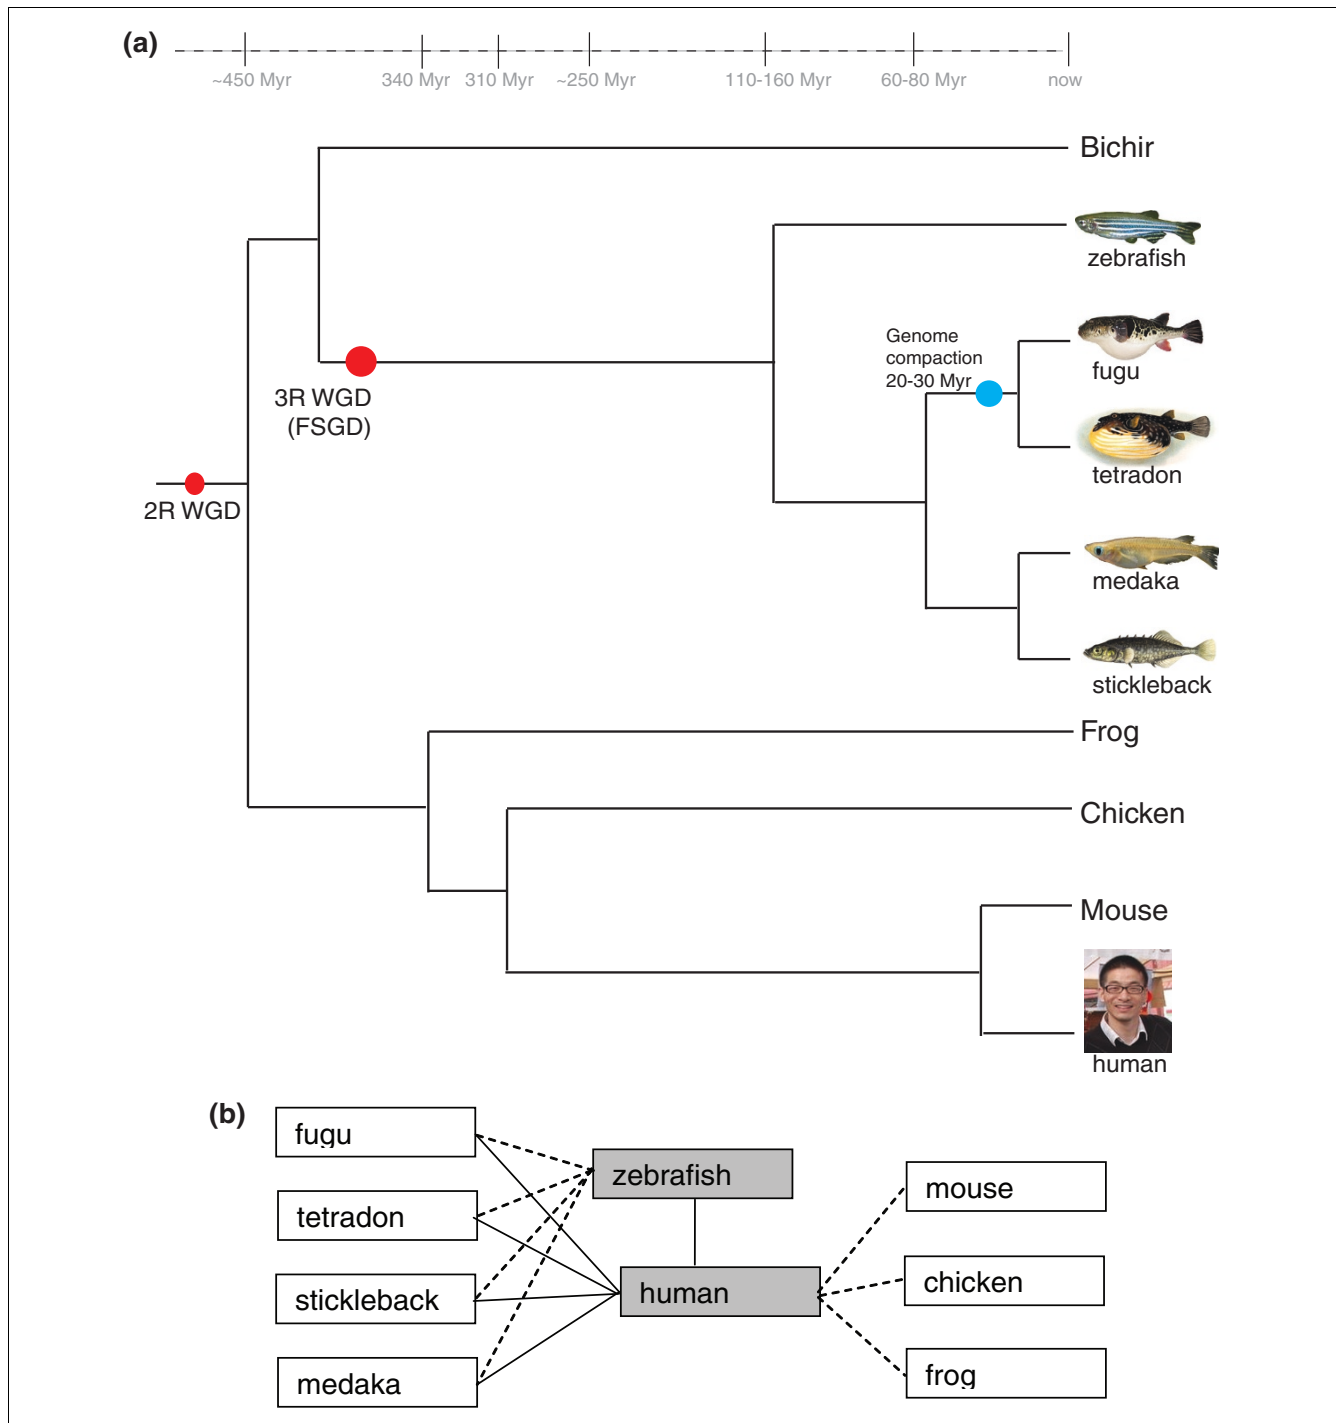 (a)
~450 Myr 340 Myr 310 Myr ~250 Myr 110-160 Myr 60-80 Myr now
Bichir
zebrafish
Genome
compaction
20-30 Myr
fugu
3R WGD
(FSGD)
tetradon
2R WGD
medaka
stickleback
Frog
Chicken
Mouse
human
(b)
fugu
zebrafish
mouse
tetradon
human
chicken
stickleback
medaka
frog